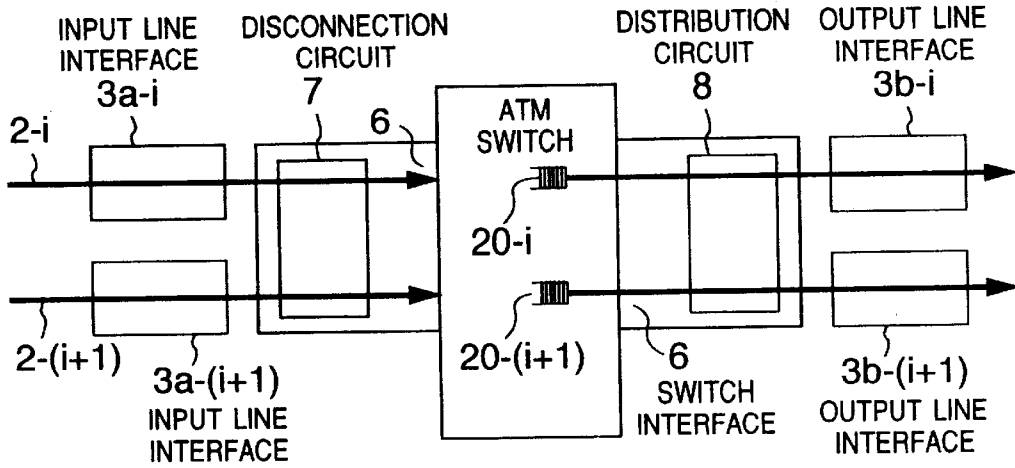 INPUT LINE
INTERFACE
3a-i
DISCONNECTION
CIRCUIT
7
DISTRIBUTION
CIRCUIT
8
OUTPUT LINE
INTERFACE
3b-i
2-i
6
ATM
SWITCH
20-i
2-(i+1)
3a-(i+1)
INPUT LINE
INTERFACE
20-(i+1)
6
SWITCH
INTERFACE
3b-(i+1)
OUTPUT LINE
INTERFACE